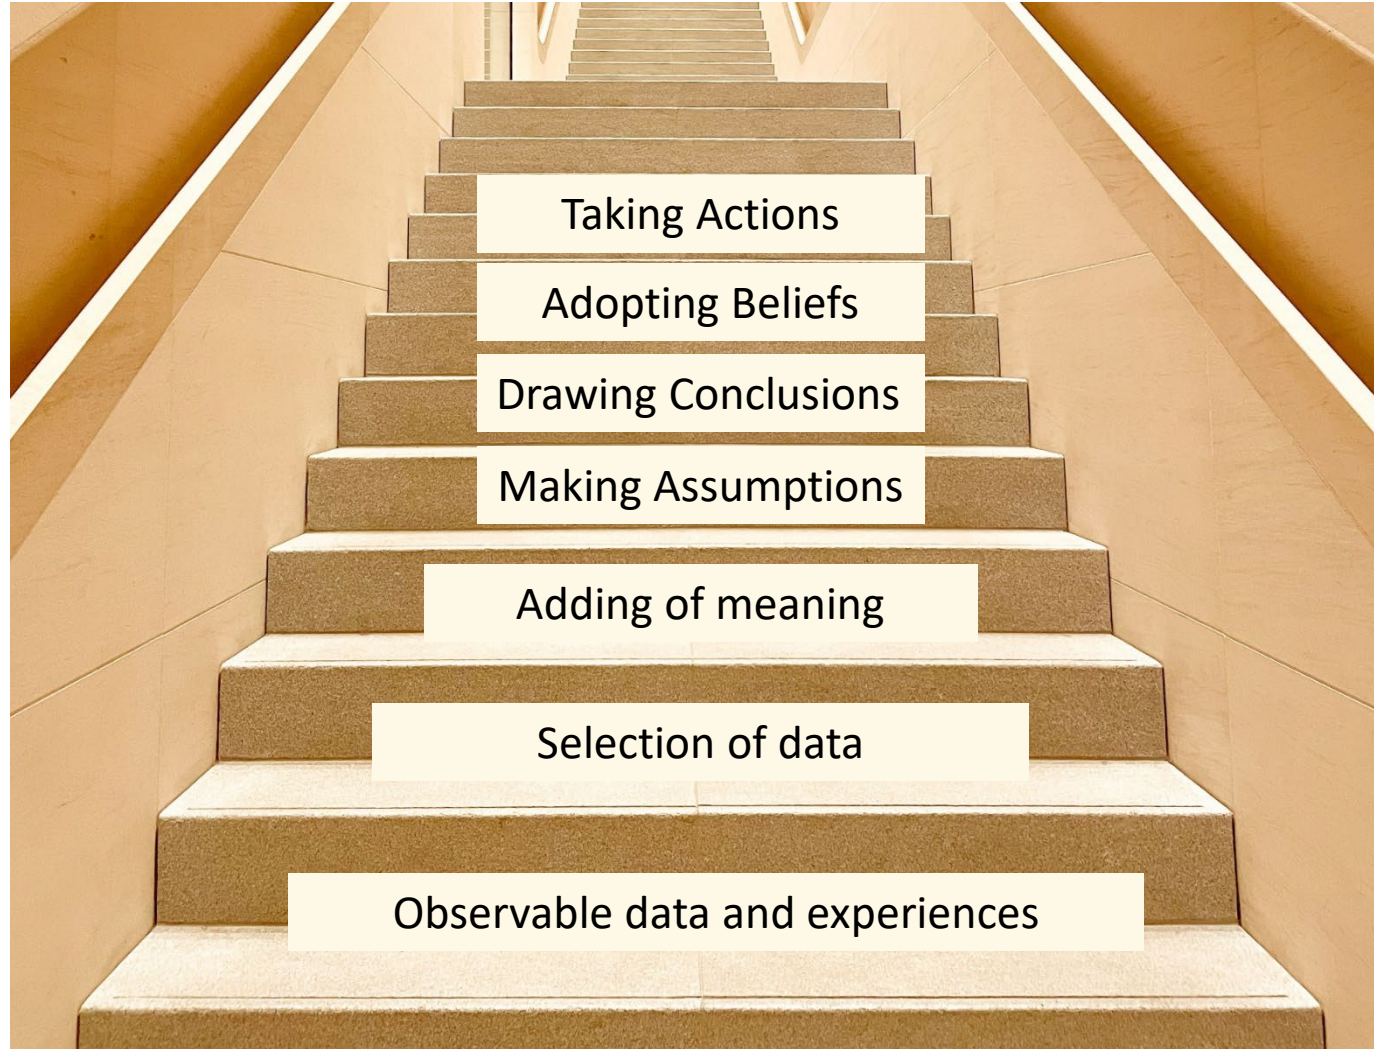 Taking Actions
Adopting Beliefs
Drawing Conclusions
Making Assumptions
Adding of meaning
Selection of data
Observable data and experiences